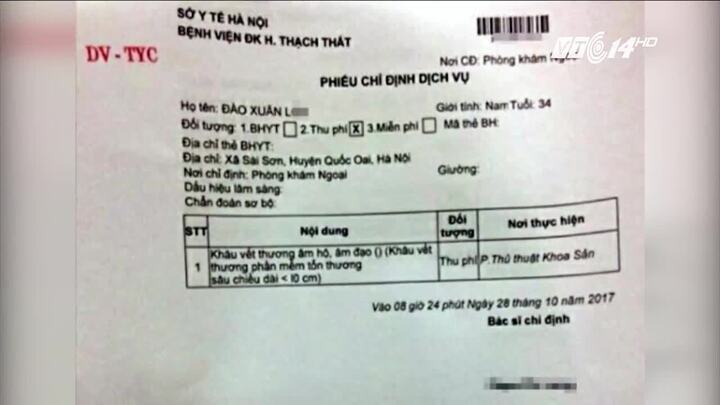 SỞ Y TẾ HÀ NỘI
BỆNH VIỆN ĐK H. THẠCH THẤT
DV - TYC
VTC14 HD
Nơi CĐ: Phòng khám
PHIẾU CHỈ ĐỊNH DỊCH VỤ
Họ tên: ĐÀO XUÂN L
Giới tính: Nam Tuổi: 34
Đối tượng: 1.BHYT 2.Thu phí X 3.Miễn phí Mã thẻ BH:
Địa chỉ thẻ BHYT:
Địa chỉ: Xã Sài Sơn, Huyện Quốc Oai, Hà Nội
Nơi chỉ định: Phòng khám Ngoại Giường:
Dấu hiệu lâm sàng:
Chẩn đoán sơ bộ:
STT Nội dung Đối tượng Nơi thực hiện
1 Khâu vết thương âm hộ, âm đạo () (Khâu vết
thương phần mềm tổn thương
sâu chiều dài < 10 cm)
Thu phí P.Thủ thuật Khoa Sản
Vào 08 giờ 24 phút Ngày 28 tháng 10 năm 2017
Bác sĩ chỉ định